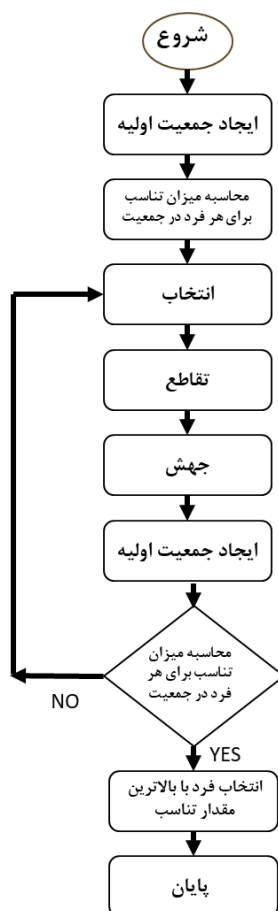 شروع
ایجاد جمعیت اولیه
محاسبه میزان تناسب
برای هر فرد در جمعیت
انتخاب
تقاطع
جهش
ایجاد جمعیت اولیه
محاسبه میزان
تناسب برای هر
فرد در جمعیت
NO
YES
انتخاب فرد با بالاترین
مقدار تناسب
پایان